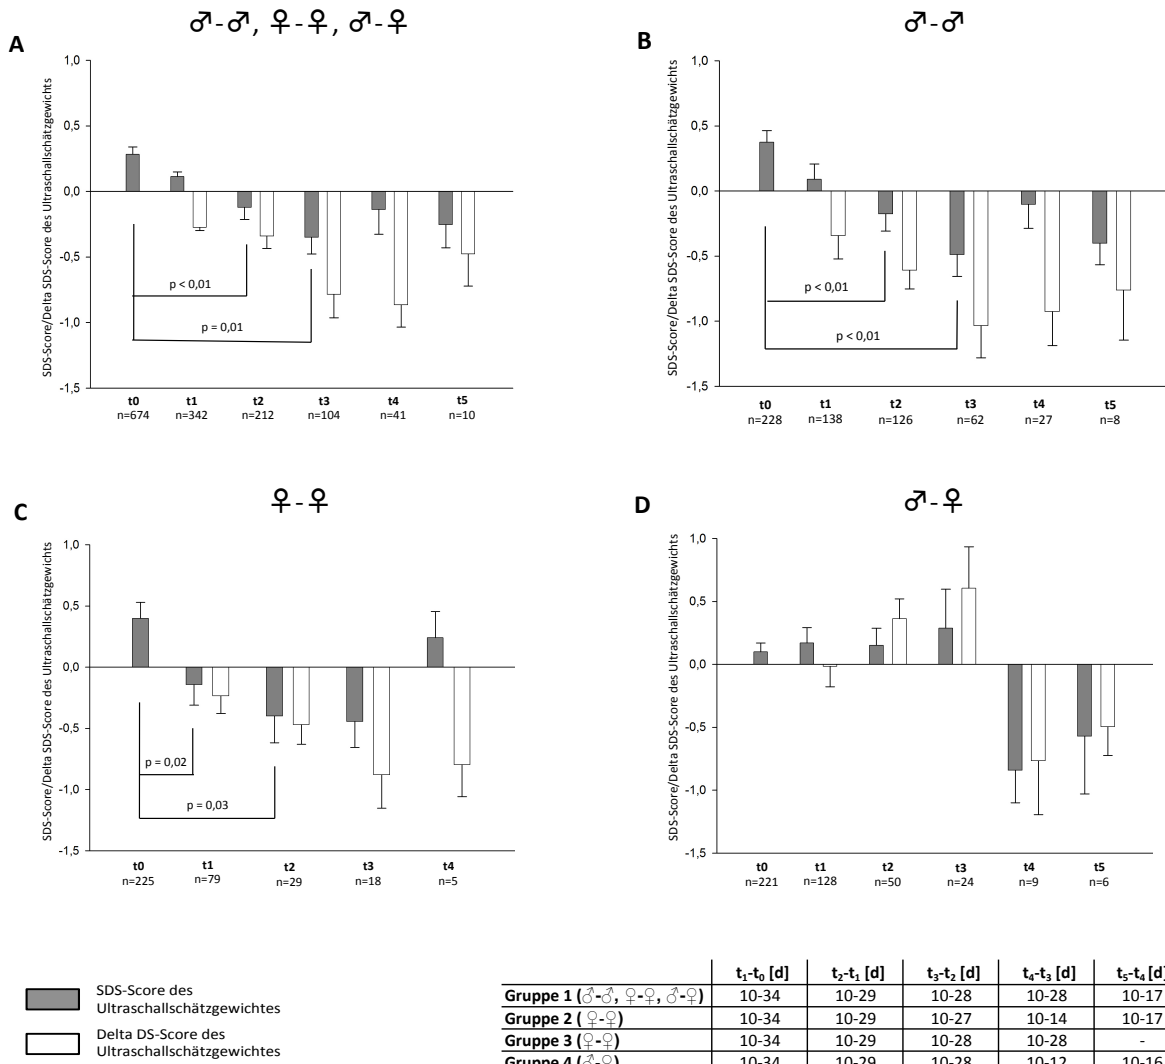 ♂-♂, ♀-♀, ♂-♀
A
SDS-Score/Delta SDS-Score des Ultraschallschätzgewichts
1,0
0,5
0,0
-0,5
-1,0
-1,5
p < 0,01
p = 0,01
t0 t1 t2 t3 t4 t5
n=674 n=342 n=212 n=104 n=41 n=10
♂-♂
B
SDS-Score/Delta SDS-Score des Ultraschallschätzgewichts
1,0
0,5
0,0
-0,5
-1,0
-1,5
p < 0,01
p < 0,01
t0 t1 t2 t3 t4 t5
n=228 n=138 n=126 n=62 n=27 n=8
♀-♀
C
SDS-Score/Delta SDS-Score des Ultraschallschätzgewichts
1,0
0,5
0,0
-0,5
-1,0
-1,5
p = 0,02
p = 0,03
t0 t1 t2 t3 t4
n=225 n=79 n=29 n=18 n=5
♂-♀
D
SDS-Score/Delta SDS-Score des Ultraschallschätzgewichts
1,0
0,5
0,0
-0,5
-1,0
-1,5
t0 t1 t2 t3 t4 t5
n=221 n=128 n=50 n=24 n=9 n=6
SDS-Score des
Ultraschallschätzgewichtes
Delta DS-Score des
Ultraschallschätzgewichtes
t₁-t₀ [d] t₂-t₁ [d] t₃-t₂ [d] t₄-t₃ [d] t₅-t₄ [d]
Gruppe 1 (♂-♂, ♀-♀, ♂-♀) 10-34 10-29 10-28 10-28 10-17
Gruppe 2 (♀-♀) 10-34 10-29 10-27 10-14 10-17
Gruppe 3 (♀-♀) 10-34 10-29 10-28 10-28 -
Gruppe 4 (♂-♀) 10-34 10-29 10-28 10-12 10-16